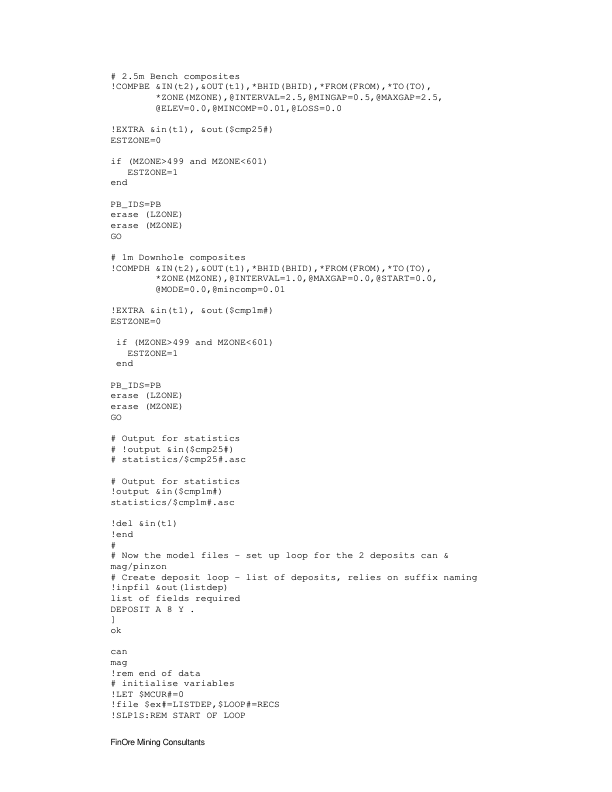 # 2.5m Bench composites
!COMPBE &IN(t2),&OUT(t1),*BHID(BHID),*FROM(FROM),*TO(TO),
*ZONE(MZONE),@INTERVAL=2.5,@MINGAP=0.5,@MAXGAP=2.5,
@ELEV=0.0,@MINCOMP=0.01,@LOSS=0.0
!EXTRA &in(t1), &out($cmp25#)
ESTZONE=0
if (MZONE>499 and MZONE<601)
ESTZONE=1
end
PB_IDS=PB
erase (LZONE)
erase (MZONE)
GO
# 1m Downhole composites
!COMPDH &IN(t2),&OUT(t1),*BHID(BHID),*FROM(FROM),*TO(TO),
*ZONE(MZONE),@INTERVAL=1.0,@MAXGAP=0.0,@START=0.0,
@MODE=0.0,@mincomp=0.01
!EXTRA &in(t1), &out($cmp1m#)
ESTZONE=0
if (MZONE>499 and MZONE<601)
ESTZONE=1
end
PB_IDS=PB
erase (LZONE)
erase (MZONE)
GO
# Output for statistics
# !output &in($cmp25#)
# statistics/$cmp25#.asc
# Output for statistics
!output &in($cmp1m#)
statistics/$cmp1m#.asc
!del &in(t1)
!end
#
# Now the model files - set up loop for the 2 deposits can &
mag/pinzon
# Create deposit loop - list of deposits, relies on suffix naming
!inpfil &out(listdep)
list of fields required
DEPOSIT A 8 Y .
]
ok
can
mag
!rem end of data
# initialise variables
!LET $MCUR#=0
!file $ex#=LISTDEP,$LOOP#=RECS
!SLP1S:REM START OF LOOP
FinOre Mining Consultants